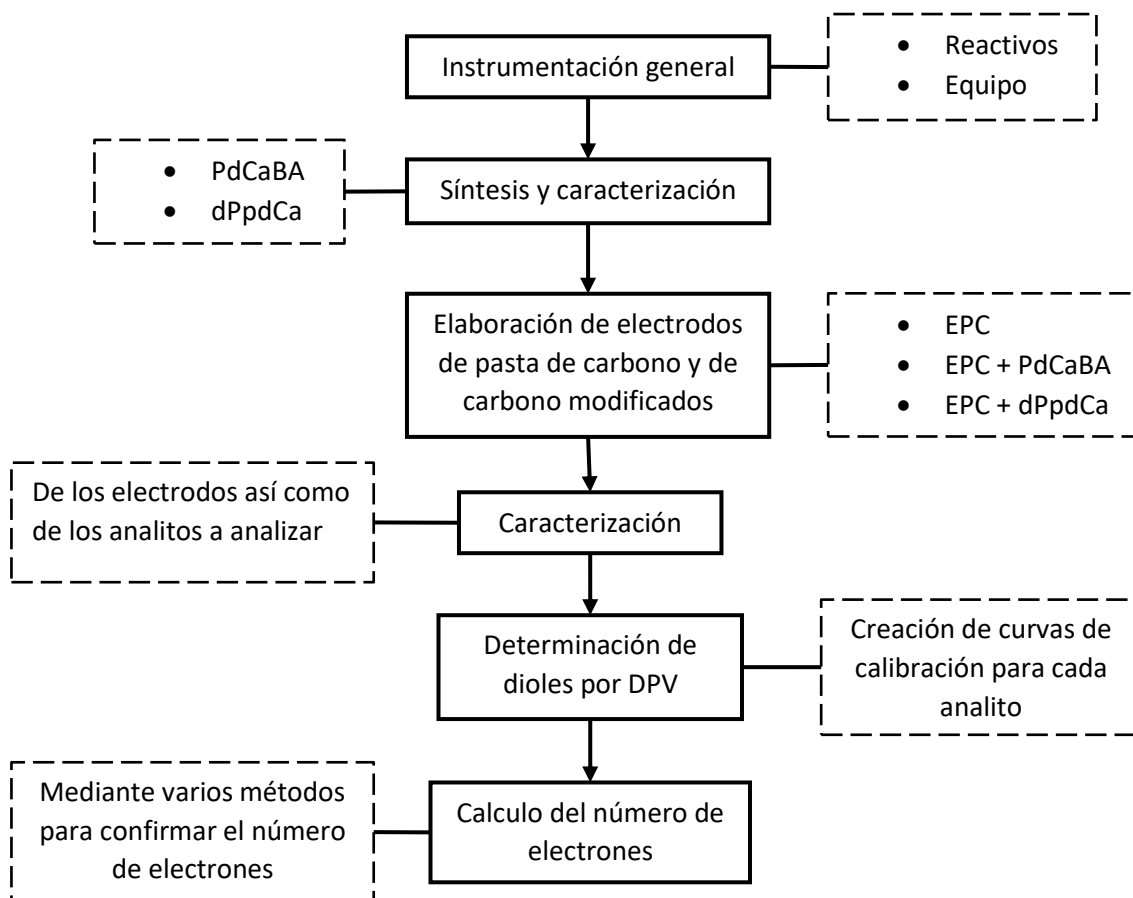 Instrumentación general
• Reactivos
• Equipo
• PdCaBA
• dPpdCa
Síntesis y caracterización
Elaboración de electrodos
de pasta de carbono y de
carbono modificados
• EPC
• EPC + PdCaBA
• EPC + dPpdCa
De los electrodos así como
de los analitos a analizar
Caracterización
Determinación de
dioles por DPV
Creación de curvas de
calibración para cada
analito
Mediante varios métodos
para confirmar el número
de electrones
Calculo del número de
electrones